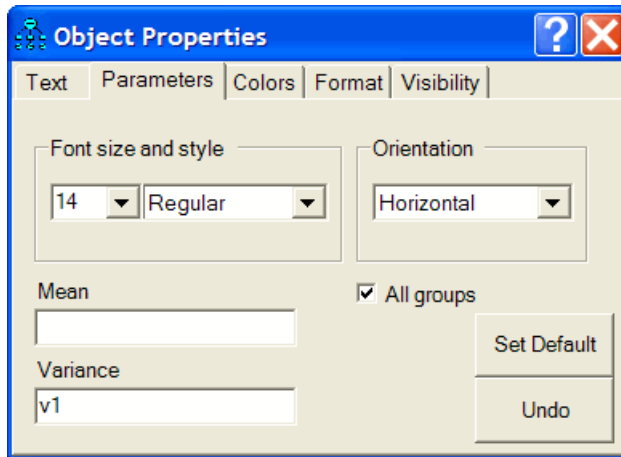 Object Properties
Text Parameters Colors Format Visibility
Font size and style
14 Regular
Orientation
Horizontal
Mean
All groups
Variance
v1
Set Default
Undo